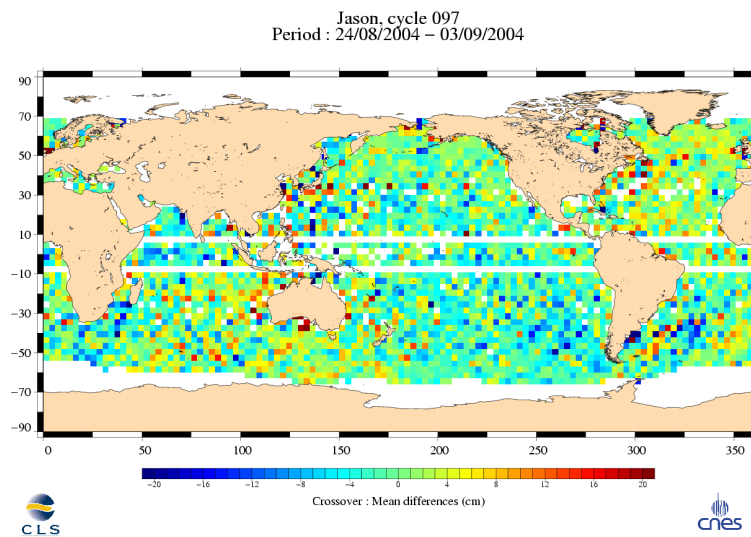 Jason, cycle 097
Period : 24/08/2004 − 03/09/2004
90
70
50
30
10
−10
−30
−50
−70
−90
0 50 100 150 200 250 300 350
−20 −16 −12 −8 −4 0 4 8 12 16 20
Crossover : Mean differences (cm)
CLS
cnes